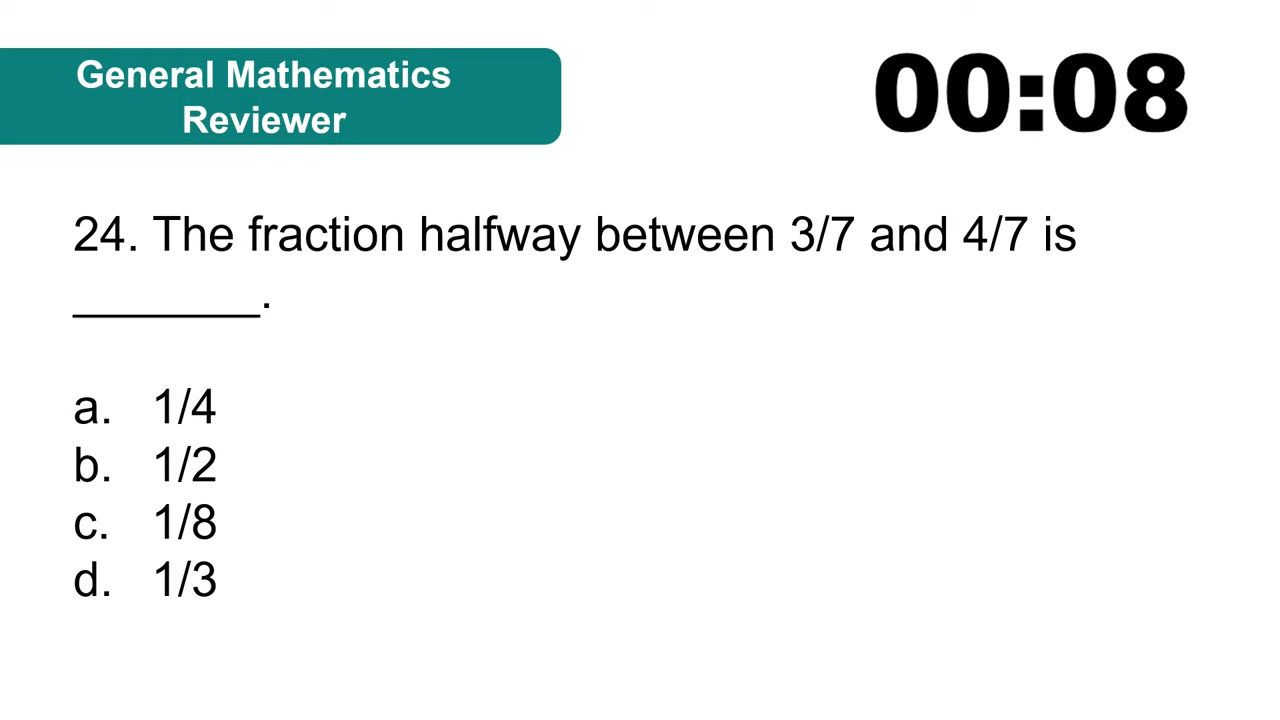 General Mathematics
Reviewer
00:08
24. The fraction halfway between 3/7 and 4/7 is
_______.
a. 1/4
b. 1/2
c. 1/8
d. 1/3